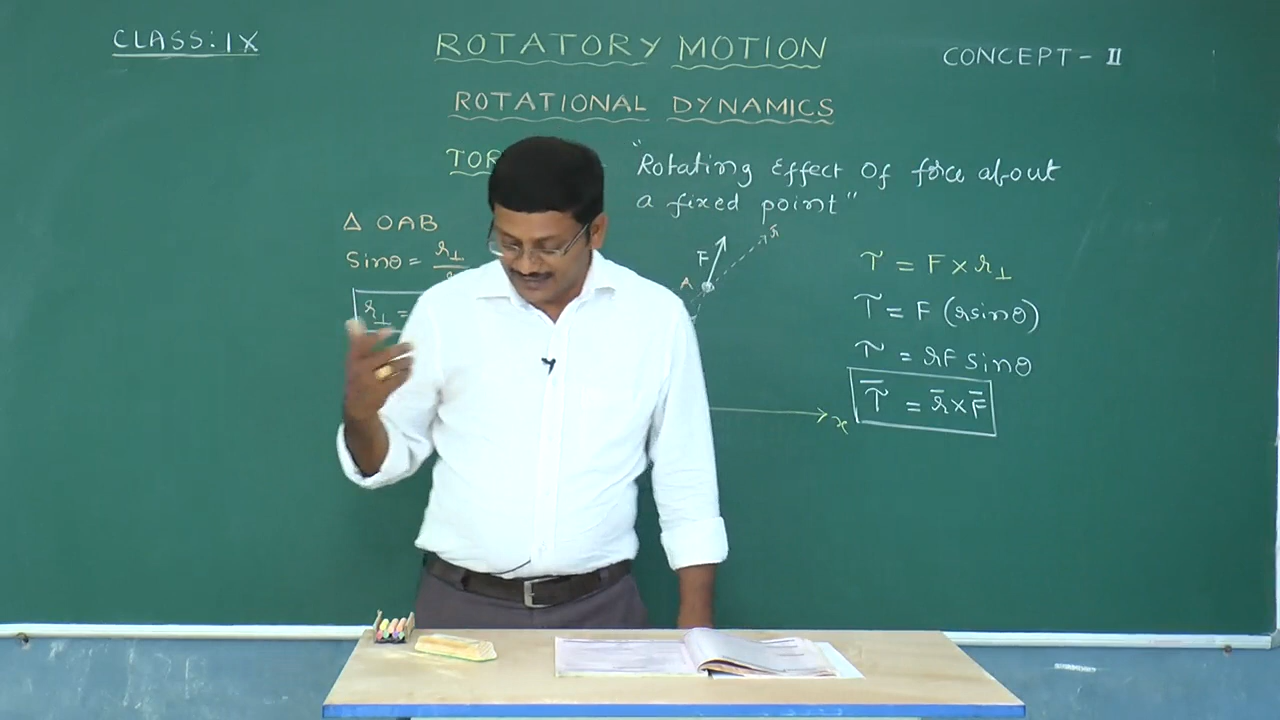 CLASS: IX
ROTATORY MOTION
CONCEPT - II
ROTATIONAL DYNAMICS
"Rotating Effect Of force about
a fixed point"
Δ OAB
Sinθ = r⊥
r⊥ =
F
A
r̄
x
τ = F × r⊥
τ = F (rsinθ)
τ = rF sinθ
τ̄ = r̄ × F̄